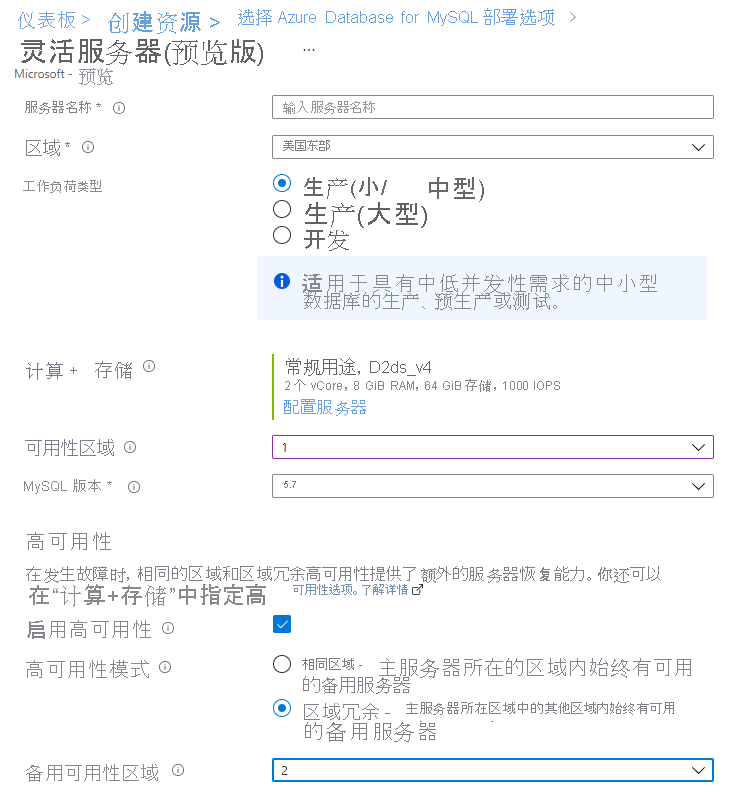 仪表板 > 创建资源 > 选择 Azure Database for MySQL 部署选项 >
灵活服务器(预览版) ...
Microsoft - 预览
服务器名称 * 输入服务器名称
区域 * 美国东部
工作负荷类型 生产(小/ 中型)
生产(大型)
开发
适用于具有中低并发性需求的中小型
数据库的生产、预生产或测试。
计算 + 存储 常规用途, D2ds_v4
2 个 vCore, 8 GiB RAM, 64 GiB 存储, 1000 IOPS
配置服务器
可用性区域 1
MySQL 版本 * 5.7
高可用性
在发生故障时, 相同的区域和区域冗余高可用性提供了额外的服务器恢复能力。你还可以
在“计算+存储”中指定高 可用性选项。了解详情
启用高可用性
高可用性模式 相同区域 - 主服务器所在的区域内始终有可用
的备用服务器
区域冗余 - 主服务器所在区域中的其他区域内始终有可用
的备用服务器
备用可用性区域 2